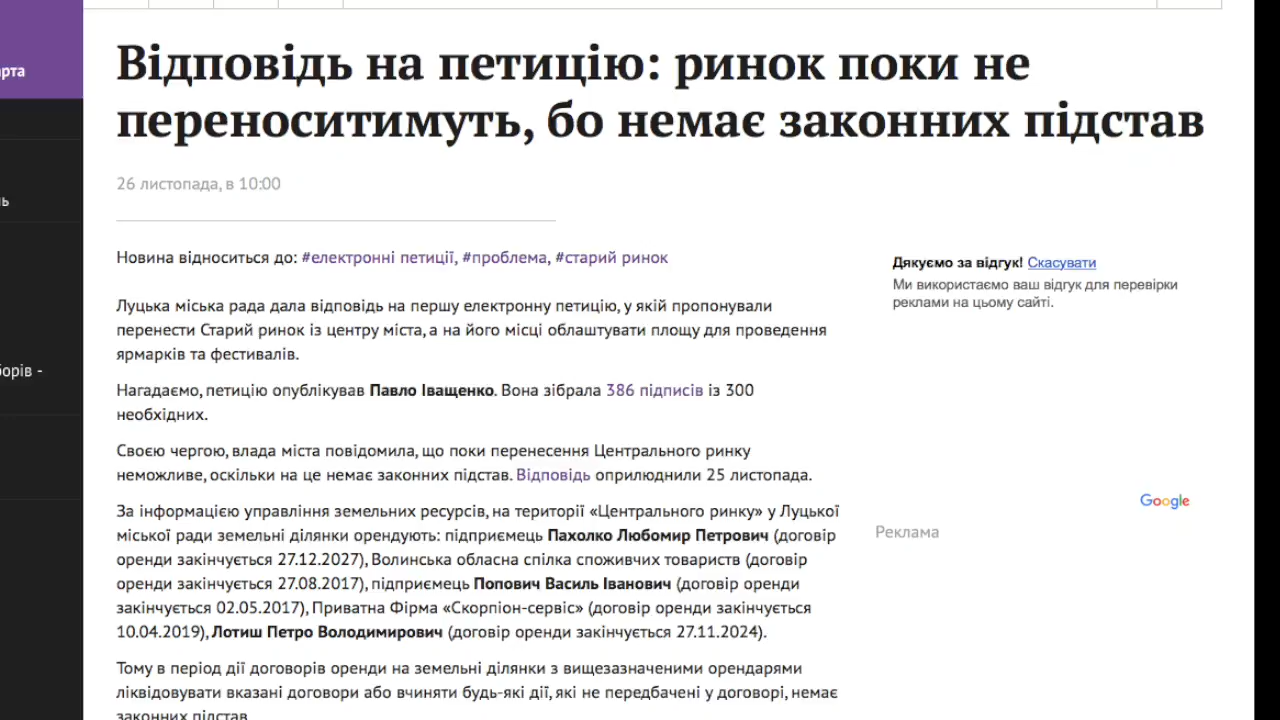 арта
Відповідь на петицію: ринок поки не
переноситимуть, бо немає законних підстав
26 листопада, в 10:00
ь
Новина відноситься до: #електронні петиції, #проблема, #старий ринок
Дякуємо за відгук! Скасувати
Ми використаємо ваш відгук для перевірки
реклами на цьому сайті.
Луцька міська рада дала відповідь на першу електронну петицію, у якій пропонували
перенести Старий ринок із центру міста, а на його місці облаштувати площу для проведення
ярмарків та фестивалів.
борів -
Нагадаємо, петицію опублікував Павло Іващенко. Вона зібрала 386 підписів із 300
необхідних.
Своєю чергою, влада міста повідомила, що поки перенесення Центрального ринку
неможливе, оскільки на це немає законних підстав. Відповідь оприлюднили 25 листопада.
Google
Реклама
За інформацією управління земельних ресурсів, на території «Центрального ринку» у Луцької
міської ради земельні ділянки орендують: підприємець Пахолко Любомир Петрович (договір
оренди закінчується 27.12.2027), Волинська обласна спілка споживчих товариств (договір
оренди закінчується 27.08.2017), підприємець Попович Василь Іванович (договір оренди
закінчується 02.05.2017), Приватна Фірма «Скорпіон-сервіс» (договір оренди закінчується
10.04.2019), Лотиш Петро Володимирович (договір оренди закінчується 27.11.2024).
Тому в період дії договорів оренди на земельні ділянки з вищезазначеними орендарями
ліквідовувати вказані договори або вчиняти будь-які дії, які не передбачені у договорі, немає
законних підстав